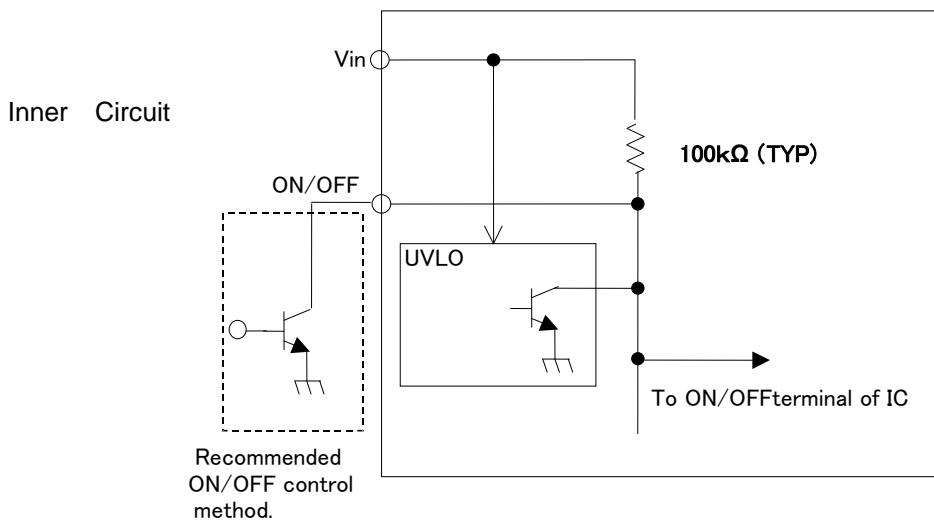 Vin
Inner Circuit
100kΩ (TYP)
ON/OFF
UVLO
To ON/OFFterminal of IC
Recommended
ON/OFF control
method.